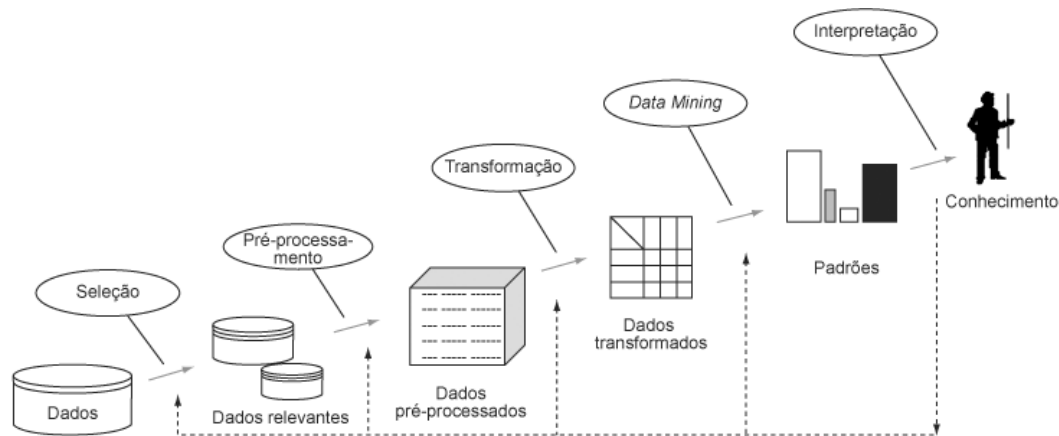 Seleção
Pré-processa-
mento
Transformação
Data Mining
Interpretação
Dados
Dados relevantes
Dados
pré-processados
Dados
transformados
Padrões
Conhecimento